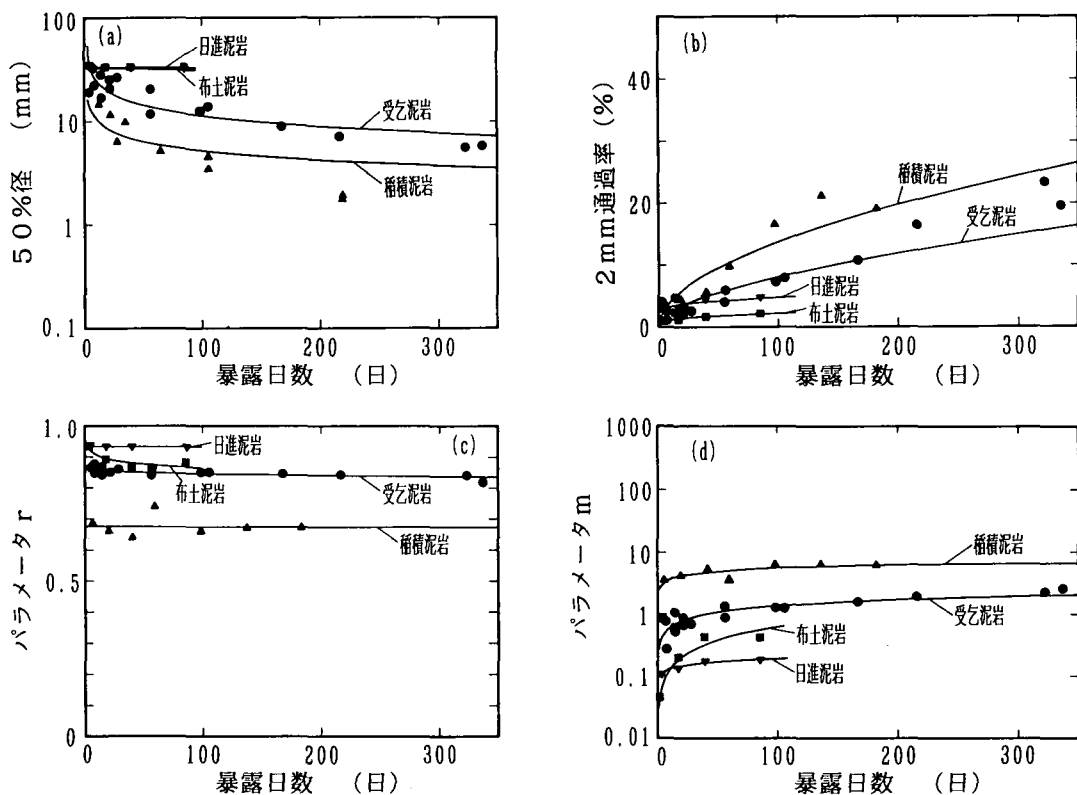 (a)
50%径 (mm)
100
10
1
0.1
日進泥岩
布土泥岩
受乞泥岩
稲積泥岩
0 100 200 300
暴露日数 (日)
(b)
2mm通過率 (%)
40
20
0
稲積泥岩
受乞泥岩
日進泥岩
布土泥岩
0 100 200 300
暴露日数 (日)
(c)
パラメータr
1.0
0.5
0
日進泥岩
布土泥岩
受乞泥岩
稲積泥岩
0 100 200 300
暴露日数 (日)
(d)
パラメータm
1000
100
10
1
0.1
0.01
稲積泥岩
受乞泥岩
布土泥岩
日進泥岩
0 100 200 300
暴露日数 (日)